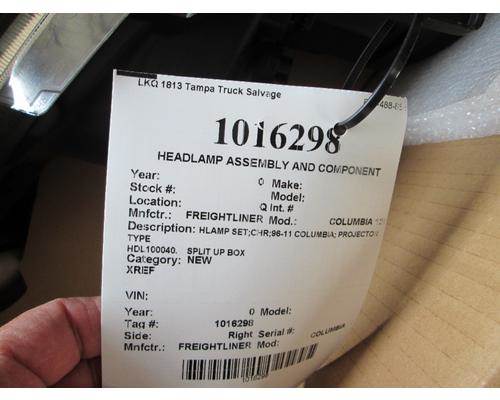 LKQ 1813 Tampa Truck Salvage
1016298
HEADLAMP ASSEMBLY AND COMPONENT
Year: 0 Make:
Stock #: Model:
Location: Q Int. #
Mnfctr.: FREIGHTLINER Mod.: COLUMBIA
Description: HLAMP SET;CHR;96-11 COLUMBIA; PROJECTOR
TYPE
HDL100040. SPLIT UP BOX
Category: NEW
XREF
VIN:
Year: 0 Model:
Tag #: 1016298
Side: Right Serial #:
Mnfctr.: FREIGHTLINER Mod: COLUMBIA
1016298